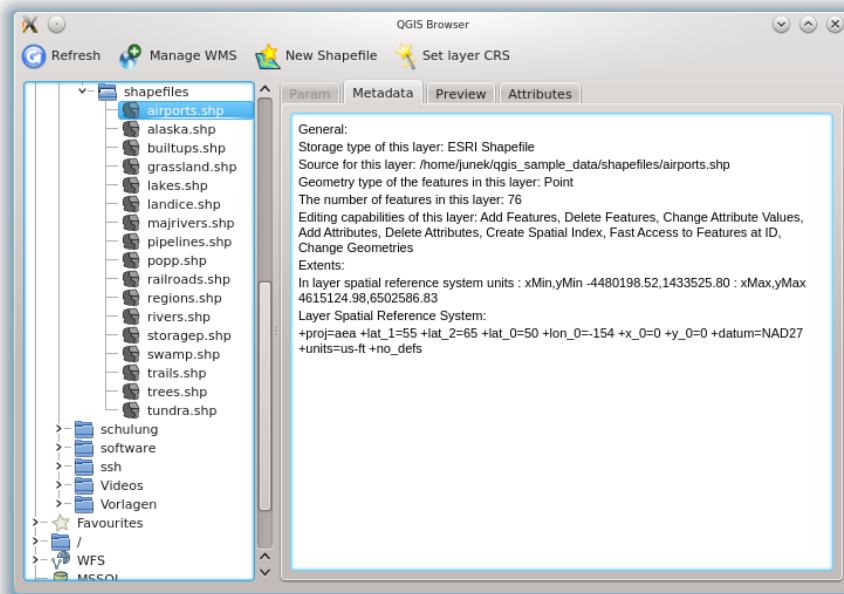 QGIS Browser
Refresh Manage WMS New Shapefile Set layer CRS
shapefiles
airports.shp
alaska.shp
builtups.shp
grassland.shp
lakes.shp
landice.shp
majrivers.shp
pipelines.shp
popp.shp
railroads.shp
regions.shp
rivers.shp
storagep.shp
swamp.shp
trails.shp
trees.shp
tundra.shp
schulung
software
ssh
Videos
Vorlagen
Favourites
/
WFS
MSSQL
Param Metadata Preview Attributes
General:
Storage type of this layer: ESRI Shapefile
Source for this layer: /home/junek/qgis_sample_data/shapefiles/airports.shp
Geometry type of the features in this layer: Point
The number of features in this layer: 76
Editing capabilities of this layer: Add Features, Delete Features, Change Attribute Values,
Add Attributes, Delete Attributes, Create Spatial Index, Fast Access to Features at ID,
Change Geometries
Extents:
In layer spatial reference system units : xMin,yMin -4480198.52,1433525.80 : xMax,yMax
4615124.98,6502586.83
Layer Spatial Reference System:
+proj=aea +lat_1=55 +lat_2=65 +lat_0=50 +lon_0=-154 +x_0=0 +y_0=0 +datum=NAD27
+units=us-ft +no_defs